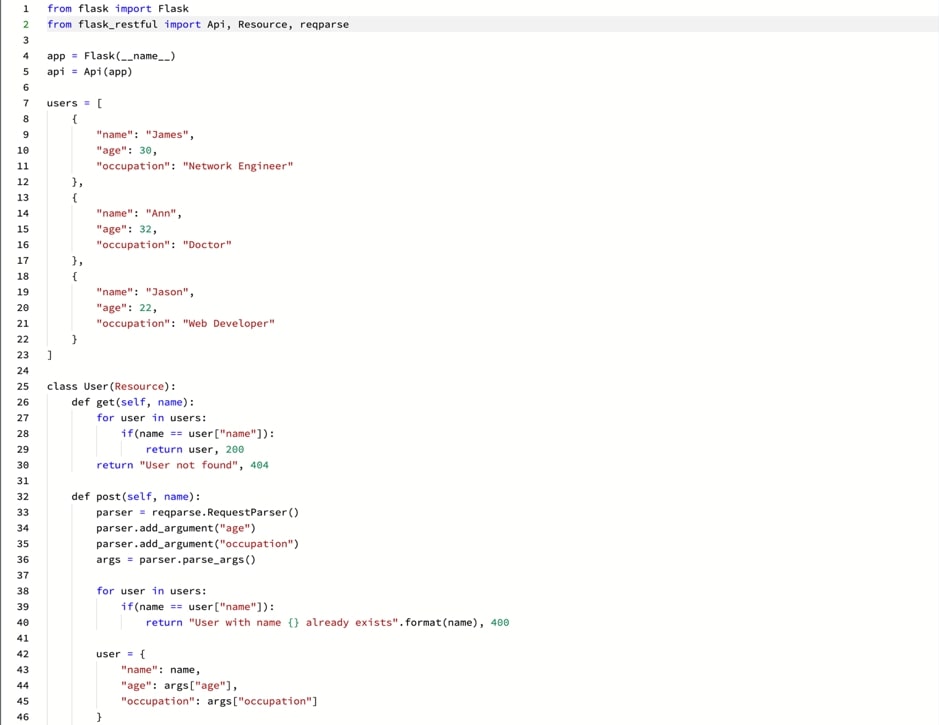 1 from flask import Flask
2 from flask_restful import Api, Resource, reqparse
3
4 app = Flask(__name__)
5 api = Api(app)
6
7 users = [
8     {
9         "name": "James",
10         "age": 30,
11         "occupation": "Network Engineer"
12     },
13     {
14         "name": "Ann",
15         "age": 32,
16         "occupation": "Doctor"
17     },
18     {
19         "name": "Jason",
20         "age": 22,
21         "occupation": "Web Developer"
22     }
23 ]
24
25 class User(Resource):
26     def get(self, name):
27         for user in users:
28             if(name == user["name"]):
29                 return user, 200
30         return "User not found", 404
31
32     def post(self, name):
33         parser = reqparse.RequestParser()
34         parser.add_argument("age")
35         parser.add_argument("occupation")
36         args = parser.parse_args()
37
38         for user in users:
39             if(name == user["name"]):
40                 return "User with name {} already exists".format(name), 400
41
42         user = {
43             "name": name,
44             "age": args["age"],
45             "occupation": args["occupation"]
46         }